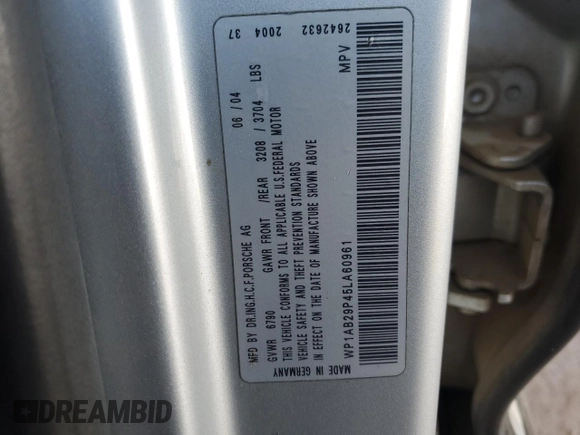 MFD BY DR.ING.H.C.F.PORSCHE AG 06 / 04
GVWR 6790 GAWR FRONT /REAR 3208 / 3704 LBS
THIS VEHICLE CONFORMS TO ALL APPLICABLE U.S.FEDERAL MOTOR
VEHICLE SAFETY AND THEFT PREVENTION STANDARDS
IN EFFECT ON THE DATE OF MANUFACTURE SHOWN ABOVE
WP1AB29P45LA60961 MPV
MADE IN GERMANY
2004 37
2642632
DREAMBID